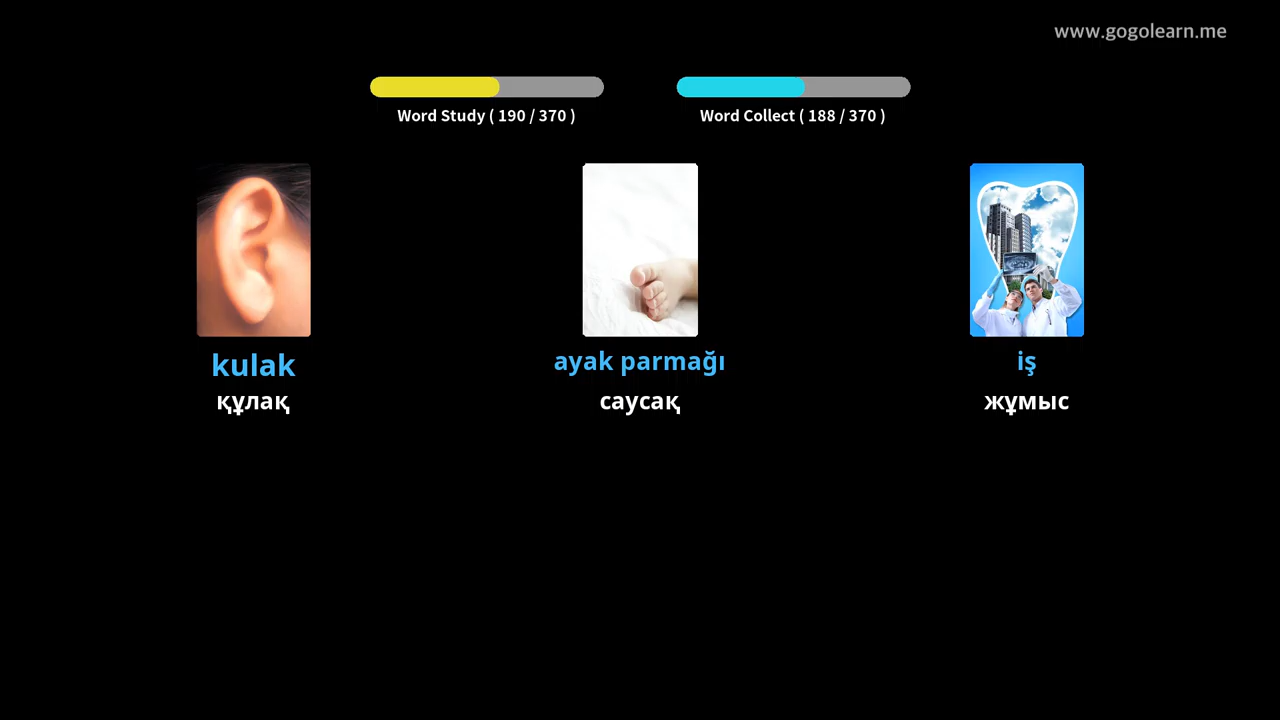 www.gogolearn.me
Word Study ( 190 / 370 )
Word Collect ( 188 / 370 )
kulak
ayak parmağı
iş
құлақ
саусақ
жұмыс